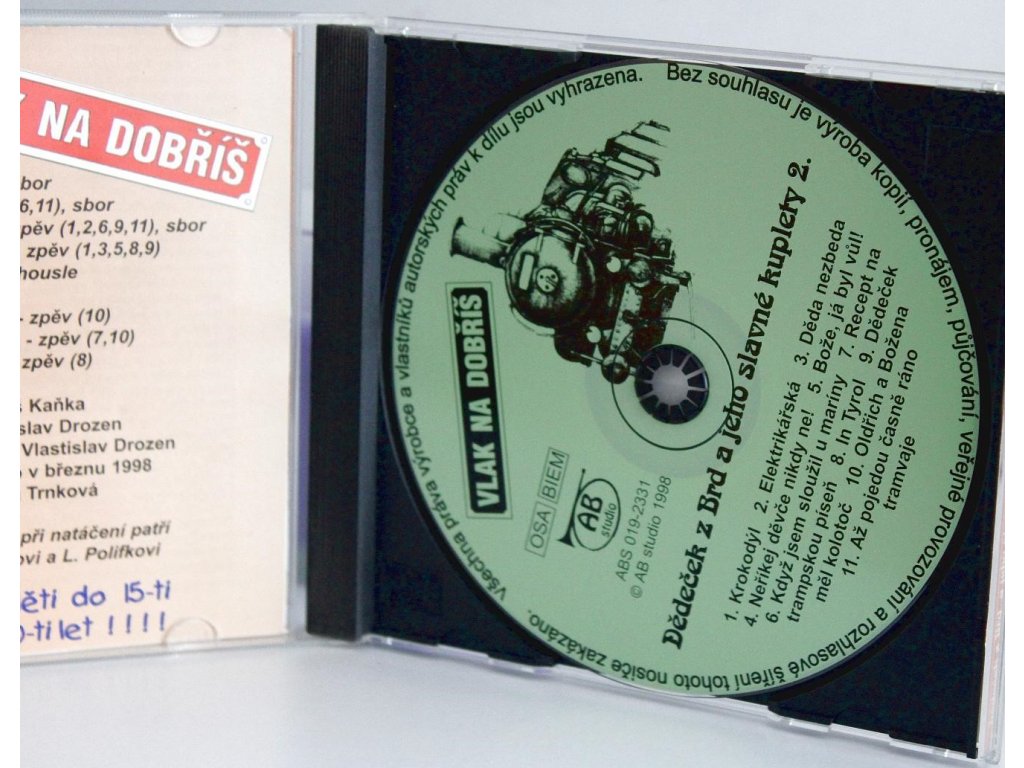 NA DOBŘÍŠ
bor
6,11), sbor
pěv (1,2,6,9,11), sbor
zpěv (1,3,5,8,9)
housle
- zpěv (10)
- zpěv (7,10)
zpěv (8)
s Kaňka
slav Drozen
Vlastislav Drozen
o v březnu 1998
Trnková
při natáčení patří
ovi a L. Polífkovi
ěti do 15-ti
0-ti let !!!!
Všechna práva výrobce a vlastníků autorských práv k dílu jsou vyhrazena. Bez souhlasu je výroba kopií, pronájem, půjčování, veřejné provozování a rozhlasové šíření tohoto nosiče zakázáno.
VLAK NA DOBŘÍŠ
OSA BIEM
AB
studio
ABS 019-2331
© AB studio 1998
Dědeček z Brd a jeho slavné kuplety 2.
1. Krokodýl 2. Elektrikářská 3. Děda nezbeda
4. Neříkej děvče nikdy ne! 5. Bože, já byl vůl!
6. Když jsem sloužil u mariny 7. Recept na
trampskou píseň 8. In Tyrol 9. Dědeček
měl kolotoč 10. Oldřich a Božena
11. Až pojedou časně ráno
tramvaje